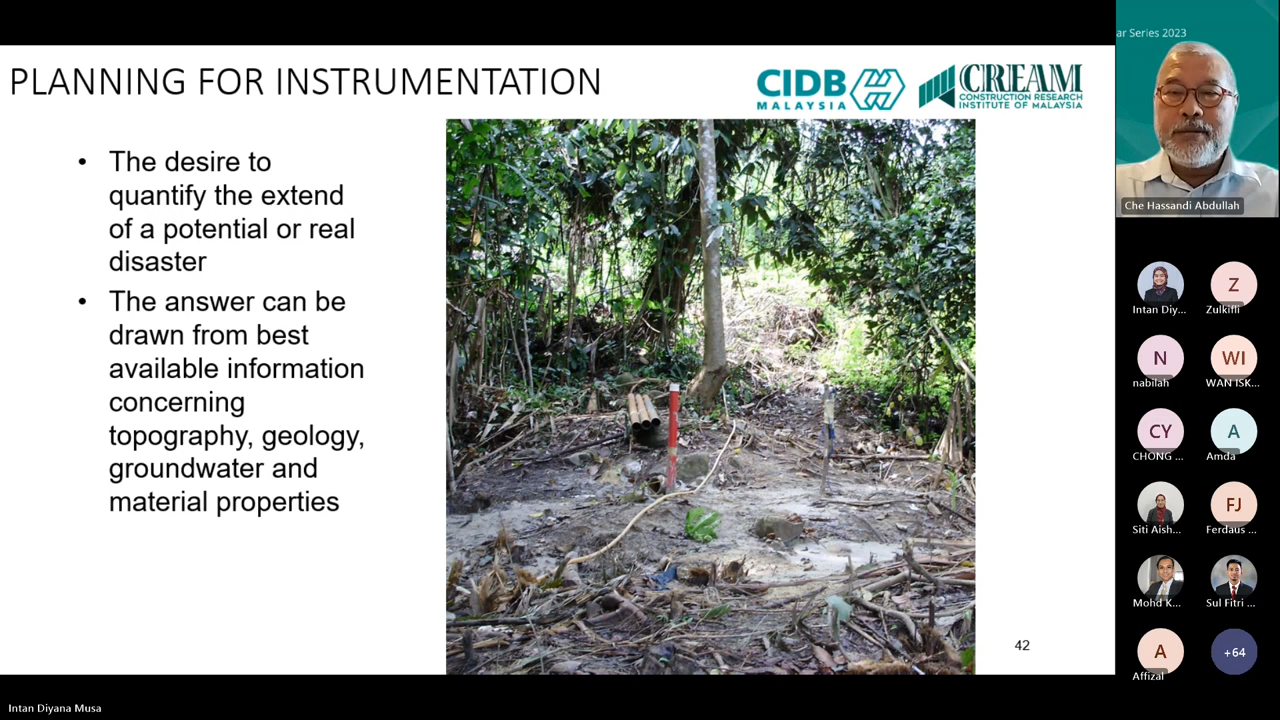 PLANNING FOR INSTRUMENTATION
CIDB
MALAYSIA
CREAM
CONSTRUCTION RESEARCH
INSTITUTE OF MALAYSIA
• The desire to
quantify the extend
of a potential or real
disaster
• The answer can be
drawn from best
available information
concerning
topography, geology,
groundwater and
material properties
42
ar Series 2023
Che Hassandi Abdullah
Intan Diy...
Z
Zulkifli
N
nabilah
WI
WAN ISK...
CY
CHONG ...
A
Amda
Siti Aish...
FJ
Ferdaus ...
Mohd K...
Sul Fitri ...
A
Affizal
+64
Intan Diyana Musa